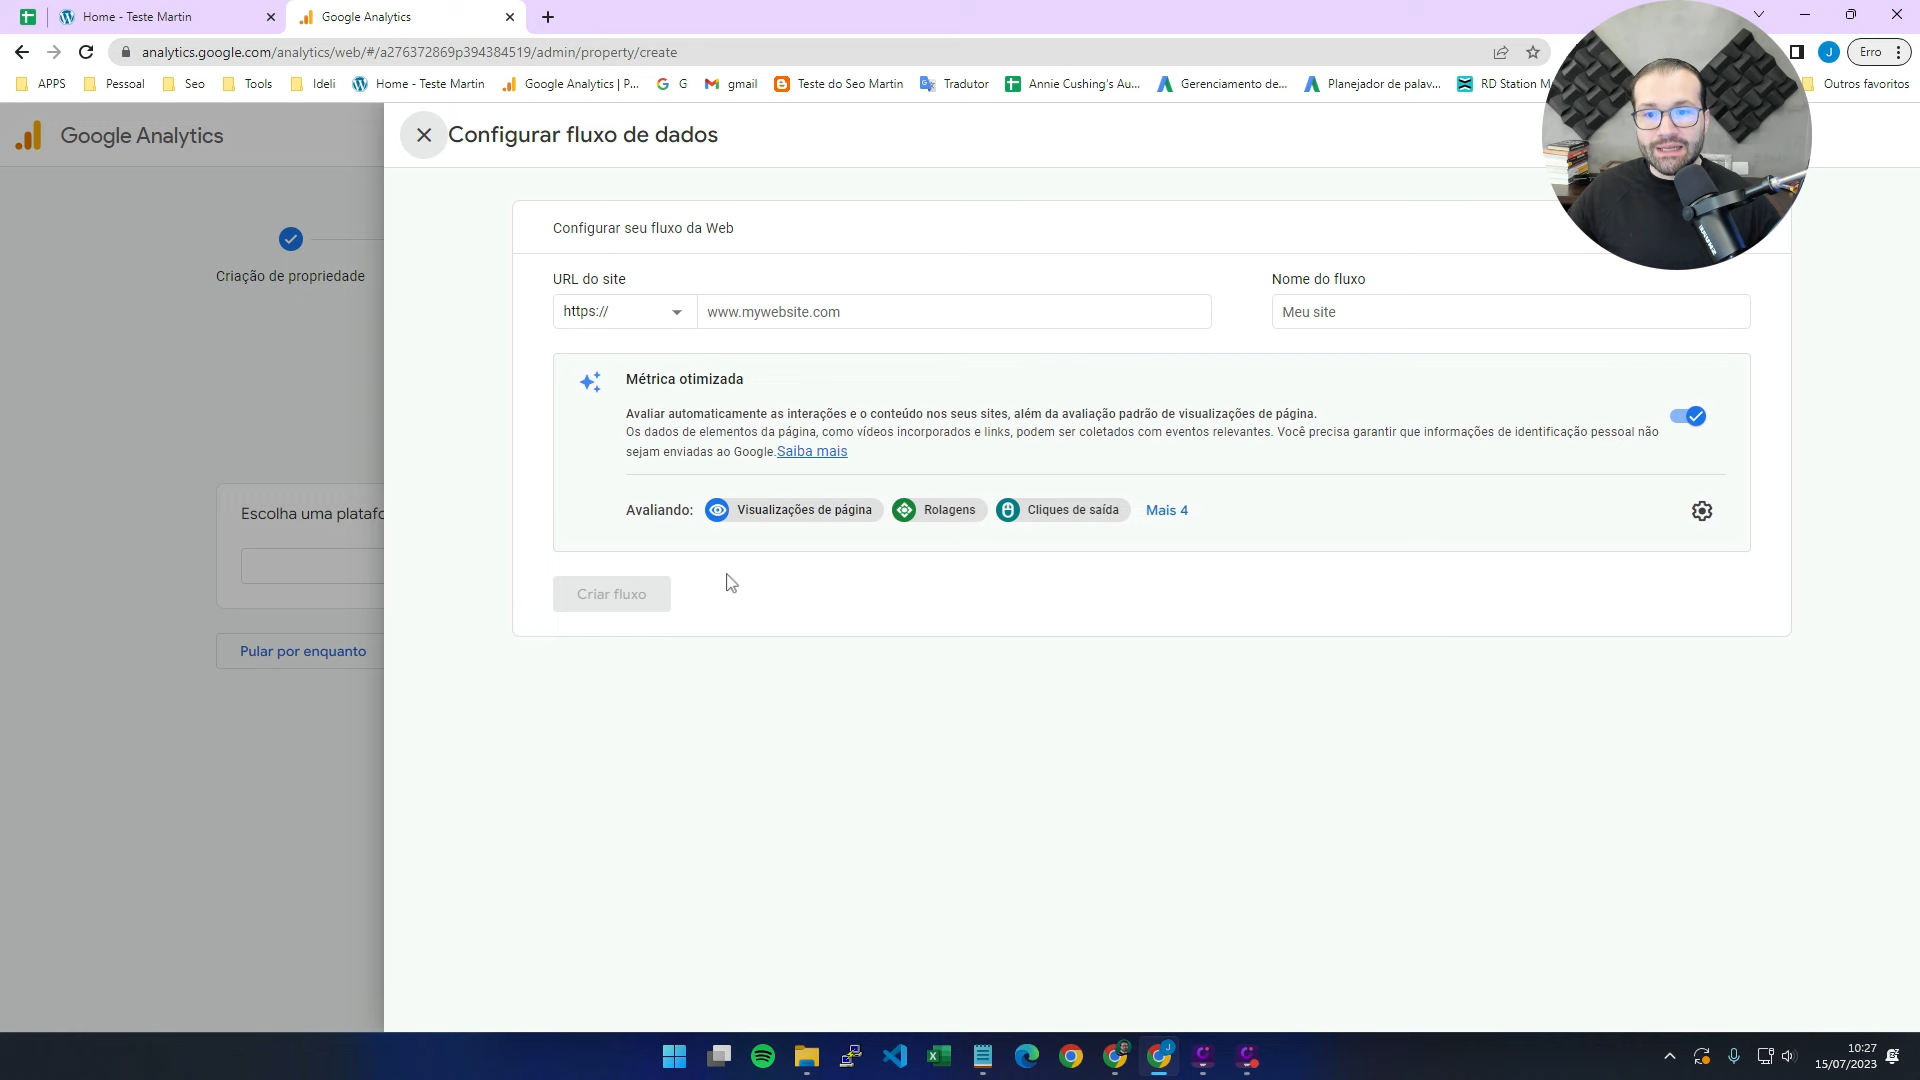 Home - Teste Martin
Google Analytics
analytics.google.com/analytics/web/#/a276372869p394384519/admin/property/create
J
Erro
APPS
Pessoal
Seo
Tools
Ideli
Home - Teste Martin
Google Analytics | P...
G
gmail
Teste do Seo Martin
Tradutor
Annie Cushing's Au...
Gerenciamento de...
Planejador de palav...
RD Station M
Outros favoritos
Google Analytics
Configurar fluxo de dados
Criação de propriedade
Escolha uma platafo
Pular por enquanto
Configurar seu fluxo da Web
URL do site
Nome do fluxo
https://
www.mywebsite.com
Meu site
Métrica otimizada
Avaliar automaticamente as interações e o conteúdo nos seus sites, além da avaliação padrão de visualizações de página.
Os dados de elementos da página, como vídeos incorporados e links, podem ser coletados com eventos relevantes. Você precisa garantir que informações de identificação pessoal não
sejam enviadas ao Google.Saiba mais
Avaliando:
Visualizações de página
Rolagens
Cliques de saída
Mais 4
Criar fluxo
10:27
15/07/2023